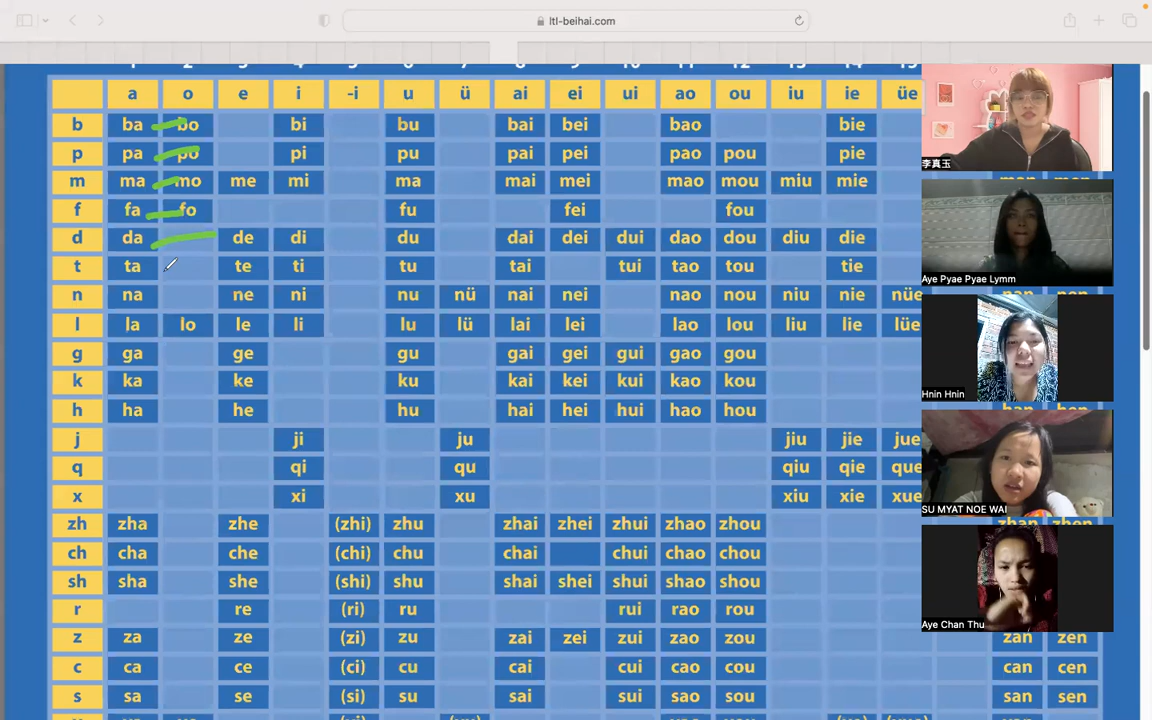 ltl-beihai.com
a o e i -i u ü ai ei ui ao ou iu ie üe
b ba bo bi bu bai bei bao bie
p pa po pi pu pai pei pao pou pie
m ma mo me mi ma mai mei mao mou miu mie
f fa fo fu fei fou
d da de di du dai dei dui dao dou diu die
t ta te ti tu tai tui tao tou tie
n na ne ni nu nü nai nei nao nou niu nie nüe
l la lo le li lu lü lai lei lao lou liu lie lüe
g ga ge gu gai gei gui gao gou
k ka ke ku kai kei kui kao kou
h ha he hu hai hei hui hao hou
j ji ju jiu jie jue
q qi qu qiu qie que
x xi xu xiu xie xue
zh zha zhe (zhi) zhu zhai zhei zhui zhao zhou
ch cha che (chi) chu chai chui chao chou
sh sha she (shi) shu shai shei shui shao shou
r re (ri) ru rui rao rou
z za ze (zi) zu zai zei zui zao zou zan zen
c ca ce (ci) cu cai cui cao cou can cen
s sa se (si) su sai sui sao sou san sen
李真玉
Aye Pyae Pyae Lymm
Hnin Hnin
SU MYAT NOE WAI
Aye Chan Thu